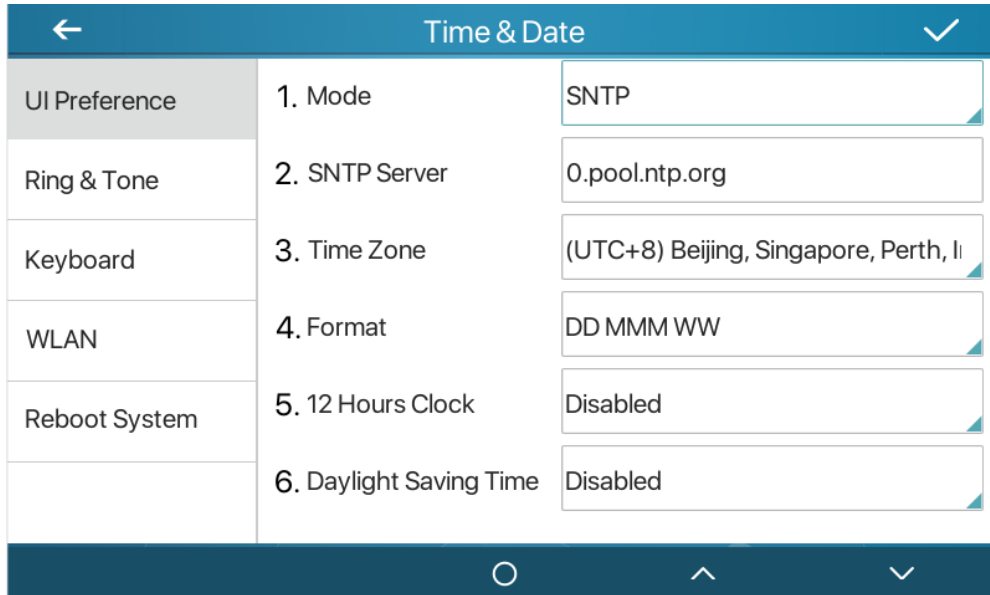 Time & Date
UI Preference
Ring & Tone
Keyboard
WLAN
Reboot System
1. Mode SNTP
2. SNTP Server 0.pool.ntp.org
3. Time Zone (UTC+8) Beijing, Singapore, Perth,
4. Format DD MMM WW
5. 12 Hours Clock Disabled
6. Daylight Saving Time Disabled